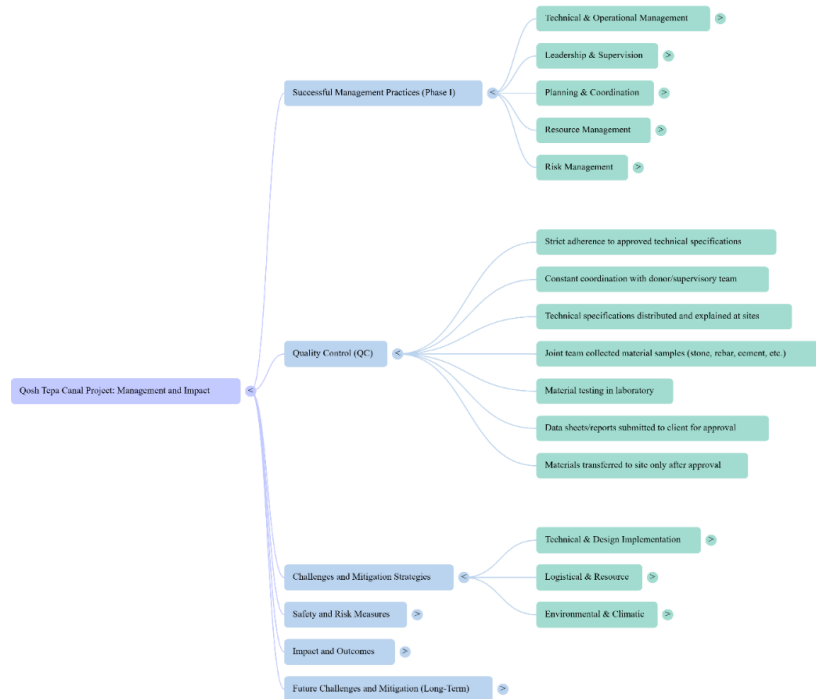 Qosh Tepa Canal Project: Management and Impact
<
Successful Management Practices (Phase I)
<
Technical & Operational Management
>
Leadership & Supervision
>
Planning & Coordination
>
Resource Management
>
Risk Management
>
Quality Control (QC)
<
Strict adherence to approved technical specifications
Constant coordination with donor/supervisory team
Technical specifications distributed and explained at sites
Joint team collected material samples (stone, rebar, cement, etc.)
Material testing in laboratory
Data sheets/reports submitted to client for approval
Materials transferred to site only after approval
Challenges and Mitigation Strategies
<
Technical & Design Implementation
>
Logistical & Resource
>
Environmental & Climatic
>
Safety and Risk Measures
>
Impact and Outcomes
>
Future Challenges and Mitigation (Long-Term)
>